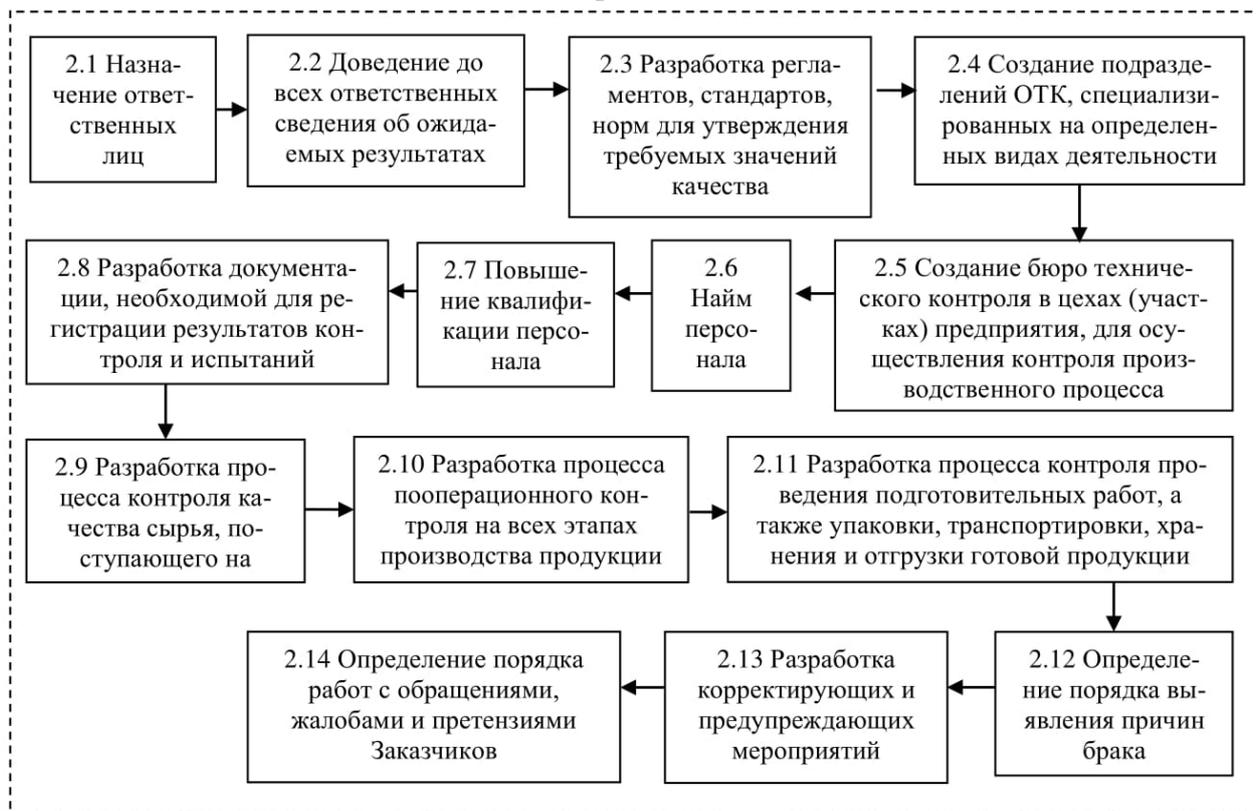 2.1 Назна-
чение ответ-
ственных
лиц
2.2 Доведение до
всех ответственных
сведения об ожида-
емых результатах
2.3 Разработка регла-
ментов, стандартов,
норм для утверждения
требуемых значений
качества
2.4 Создание подразде-
лений ОТК, специализи-
рованных на определен-
ных видах деятельности
2.5 Создание бюро техниче-
ского контроля в цехах (участ-
ках) предприятия, для осу-
ществления контроля произ-
водственного процесса
2.6
Найм
персо-
нала
2.7 Повыше-
ние квалифи-
кации персо-
нала
2.8 Разработка документа-
ции, необходимой для ре-
гистрации результатов кон-
троля и испытаний
2.9 Разработка про-
цесса контроля ка-
чества сырья, по-
ступающего на
2.10 Разработка процесса
пооперационного кон-
троля на всех этапах
производства продукции
2.11 Разработка процесса контроля про-
ведения подготовительных работ, а
также упаковки, транспортировки, хра-
нения и отгрузки готовой продукции
2.12 Определе-
ние порядка вы-
явления причин
брака
2.13 Разработка
корректирующих и
предупреждающих
мероприятий
2.14 Определение порядка
работ с обращениями,
жалобами и претензиями
Заказчиков